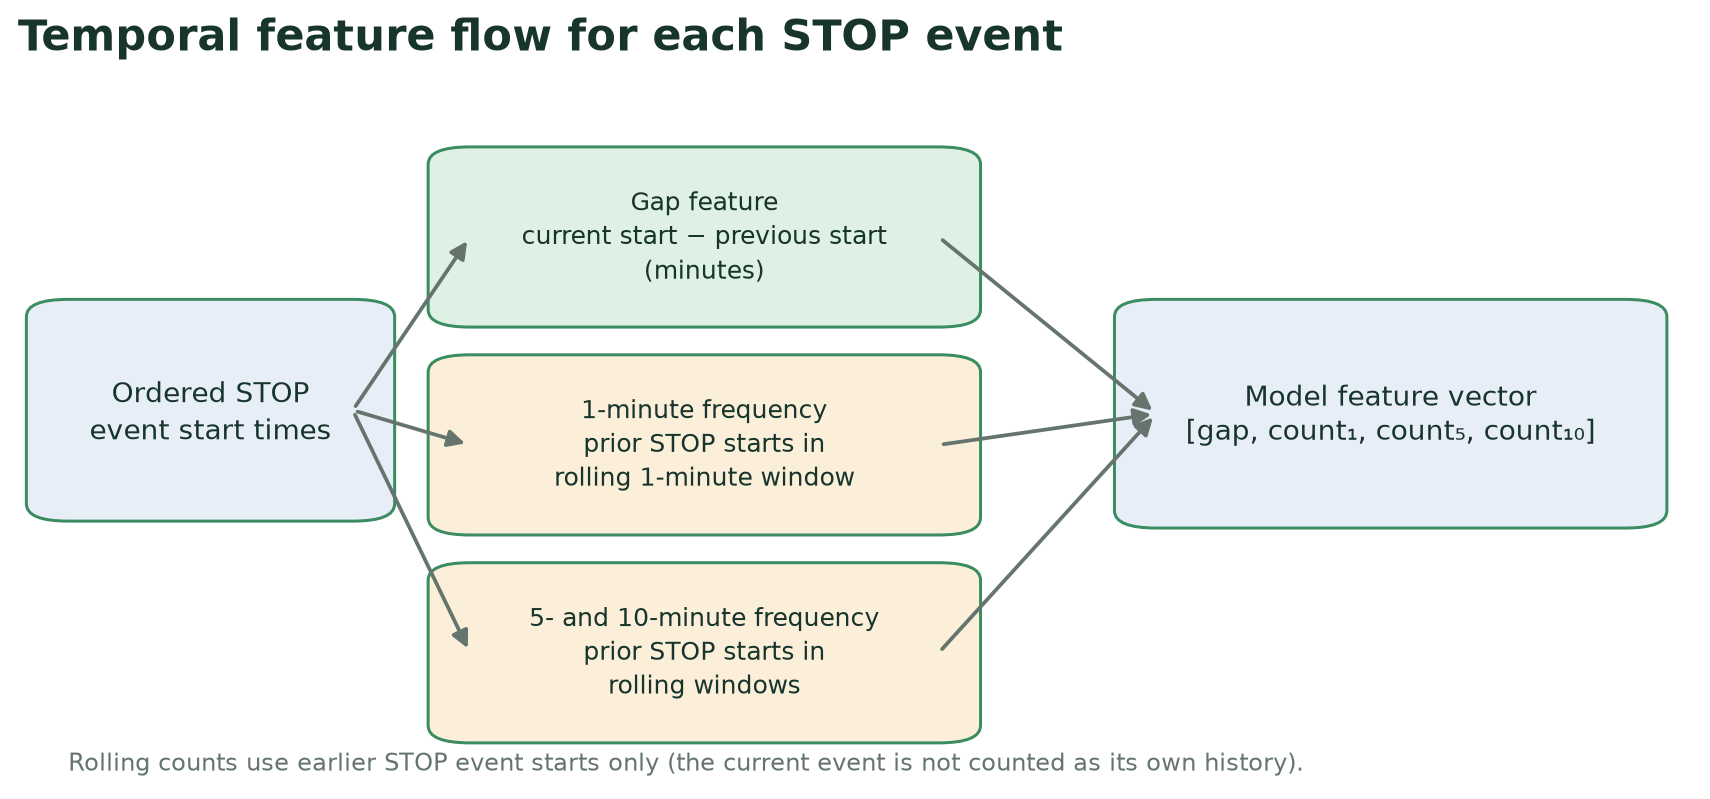 Temporal feature flow for each STOP event
Gap feature
current start − previous start
(minutes)
Ordered STOP
event start times
1-minute frequency
prior STOP starts in
rolling 1-minute window
Model feature vector
[gap, count₁, count₅, count₁₀]
5- and 10-minute frequency
prior STOP starts in
rolling windows
Rolling counts use earlier STOP event starts only (the current event is not counted as its own history).